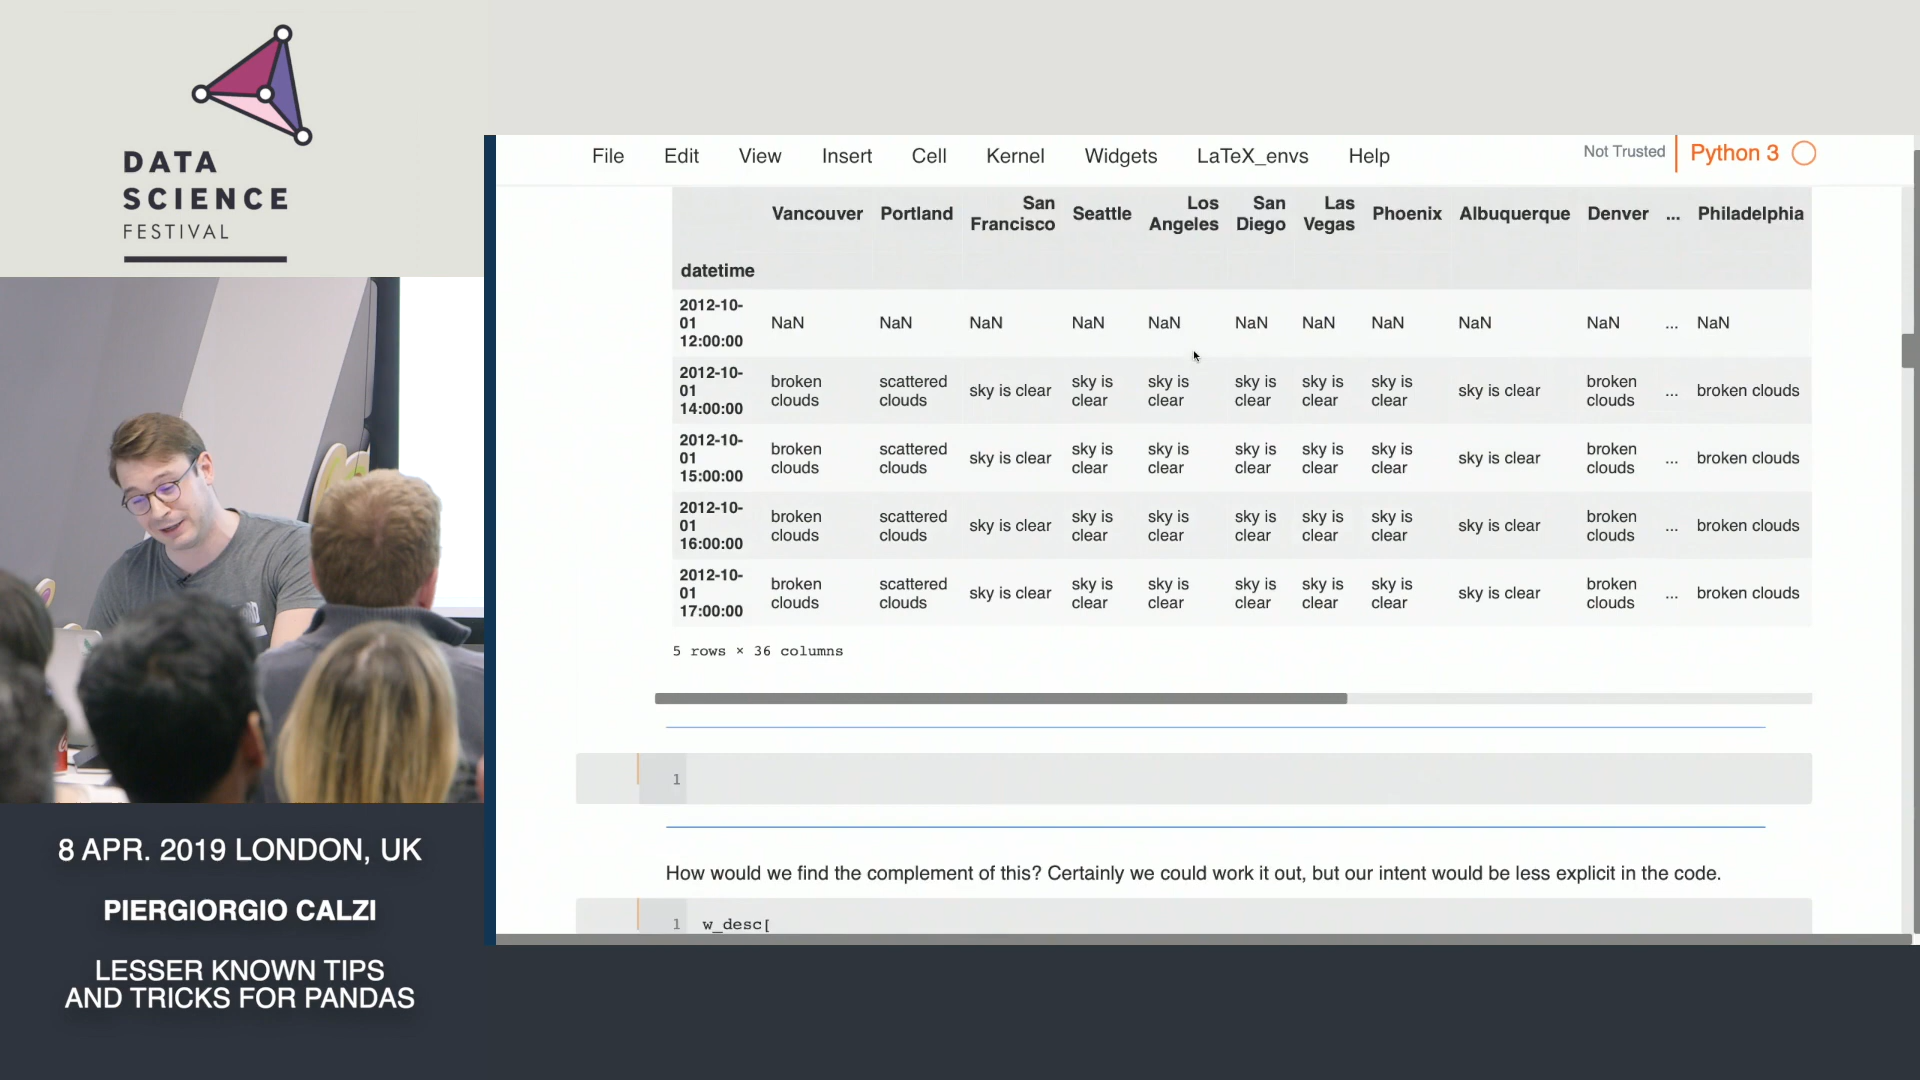 DATA
SCIENCE
FESTIVAL
8 APR. 2019 LONDON, UK
PIERGIORGIO CALZI
LESSER KNOWN TIPS
AND TRICKS FOR PANDAS
File Edit View Insert Cell Kernel Widgets LaTeX_envs Help Not Trusted Python 3
Vancouver Portland San Francisco Seattle Los Angeles San Diego Las Vegas Phoenix Albuquerque Denver ... Philadelphia
datetime
2012-10-01 12:00:00 NaN NaN NaN NaN NaN NaN NaN NaN NaN NaN ... NaN
2012-10-01 14:00:00 broken clouds scattered clouds sky is clear sky is clear sky is clear sky is clear sky is clear sky is clear sky is clear broken clouds ... broken clouds
2012-10-01 15:00:00 broken clouds scattered clouds sky is clear sky is clear sky is clear sky is clear sky is clear sky is clear sky is clear broken clouds ... broken clouds
2012-10-01 16:00:00 broken clouds scattered clouds sky is clear sky is clear sky is clear sky is clear sky is clear sky is clear sky is clear broken clouds ... broken clouds
2012-10-01 17:00:00 broken clouds scattered clouds sky is clear sky is clear sky is clear sky is clear sky is clear sky is clear sky is clear broken clouds ... broken clouds
5 rows × 36 columns
1
How would we find the complement of this? Certainly we could work it out, but our intent would be less explicit in the code.
1 w_desc[